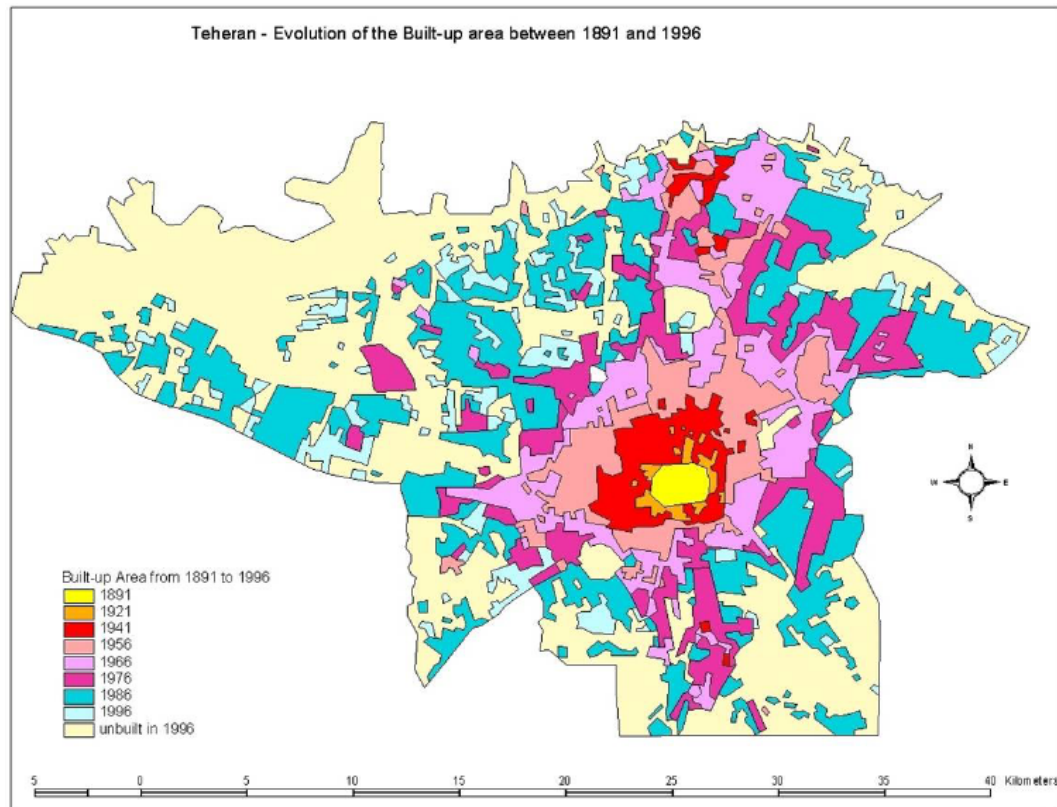 Teheran - Evolution of the Built-up area between 1891 and 1996
N
W E
S
Built-up Area from 1891 to 1996
1891
1921
1941
1956
1966
1976
1986
1996
unbuilt in 1996
5 0 5 10 15 20 25 30 35 40 Kilometers